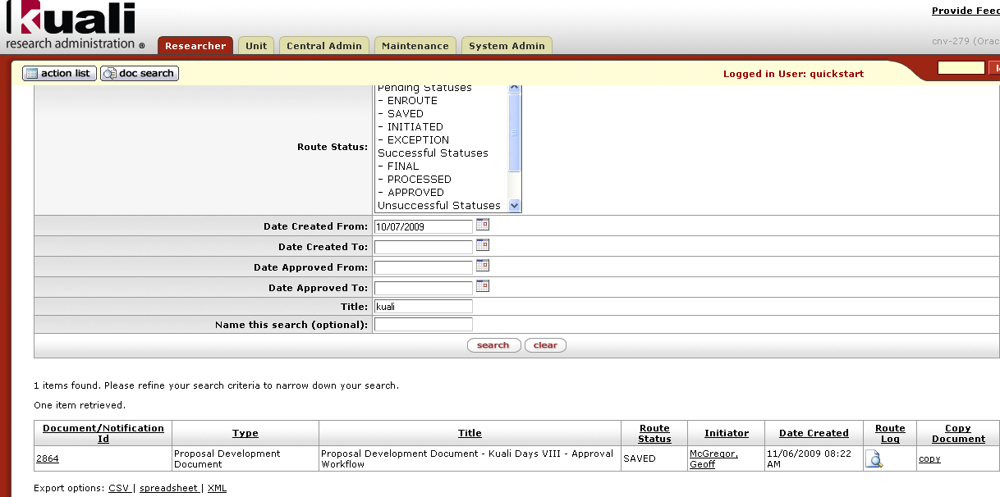 kuali
research administration ®
Provide Feed
cnv-279 (Orac
Researcher Unit Central Admin Maintenance System Admin
action list doc search
Logged in User: quickstart
Pending Statuses
- ENROUTE
- SAVED
- INITIATED
- EXCEPTION
Route Status:
Successful Statuses
- FINAL
- PROCESSED
- APPROVED
Unsuccessful Statuses
Date Created From: 10/07/2009
Date Created To:
Date Approved From:
Date Approved To:
Title: kuali
Name this search (optional):
search clear
1 items found. Please refine your search criteria to narrow down your search.
One item retrieved.
Document/Notification Id Type Title Route Status Initiator Date Created Route Log Copy Document
2864 Proposal Development Document Proposal Development Document - Kuali Days VIII - Approval Workflow SAVED McGregor, Geoff 11/06/2009 08:22 AM copy
Export options: CSV | spreadsheet | XML